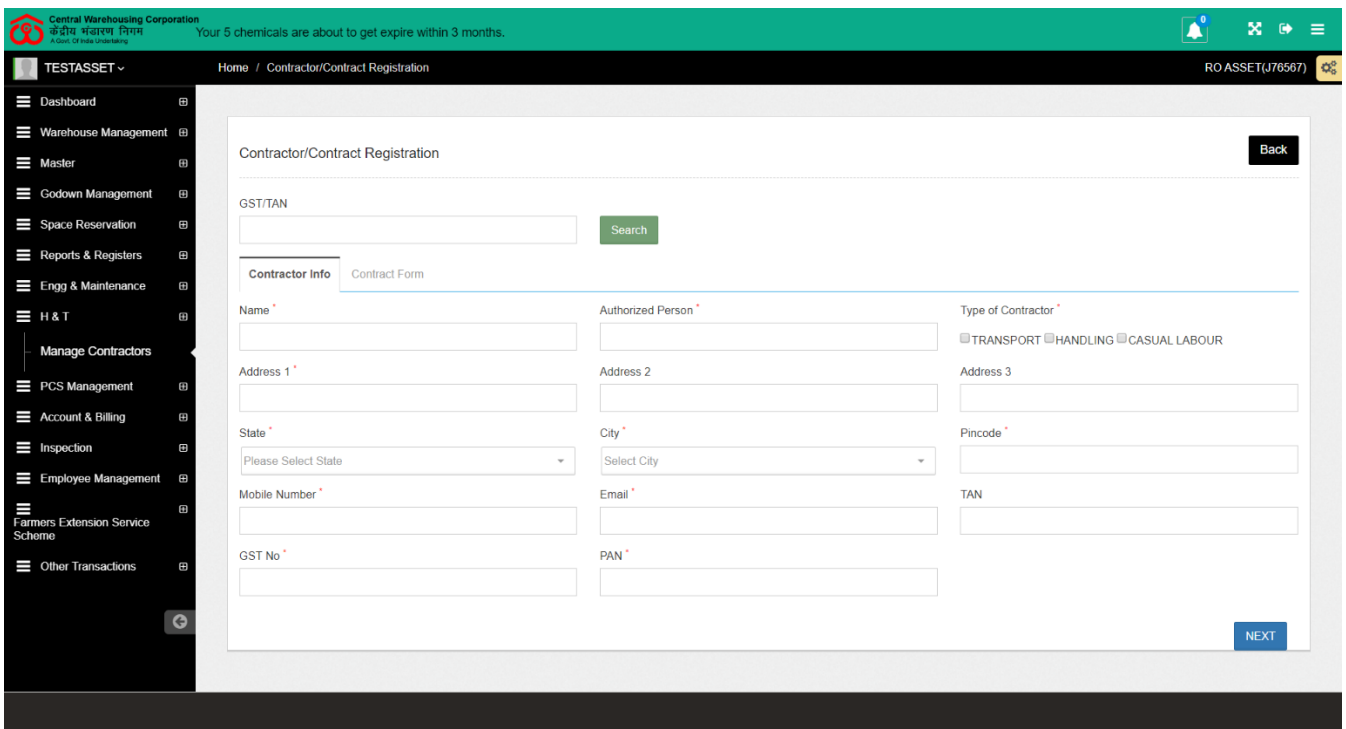 Central Warehousing Corporation
केंद्रीय भंडारण निगम
A Govt. Of India Undertaking
Your 5 chemicals are about to get expire within 3 months.
0
TESTASSET
Home / Contractor/Contract Registration
RO ASSET(J76567)
Dashboard
Warehouse Management
Master
Godown Management
Space Reservation
Reports & Registers
Engg & Maintenance
H & T
Manage Contractors
PCS Management
Account & Billing
Inspection
Employee Management
Farmers Extension Service
Scheme
Other Transactions
Contractor/Contract Registration
Back
GST/TAN
Search
Contractor Info Contract Form
Name * Authorized Person * Type of Contractor *
TRANSPORT HANDLING CASUAL LABOUR
Address 1 * Address 2 Address 3
State * City * Pincode *
Please Select State Select City
Mobile Number * Email * TAN
GST No * PAN *
NEXT